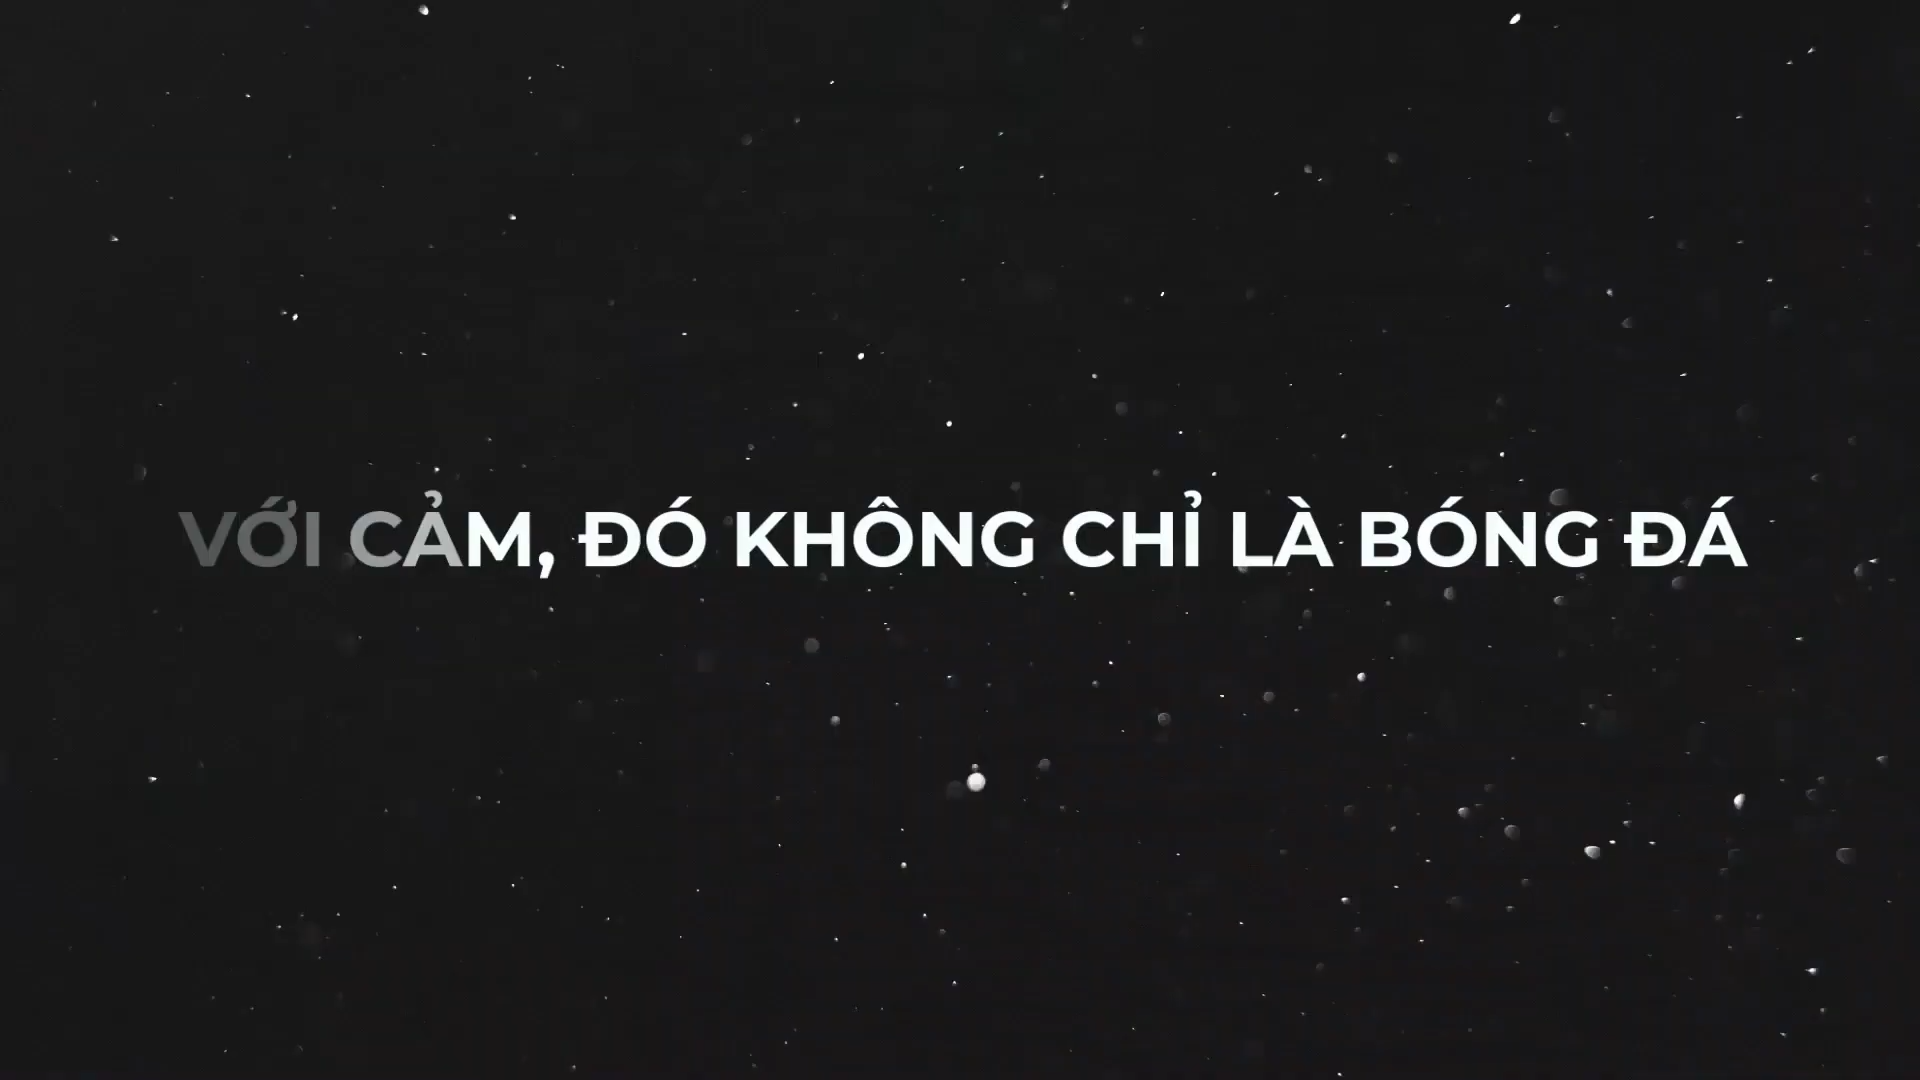 VỚI CẢM, ĐÓ KHÔNG CHỈ LÀ BÓNG ĐÁ